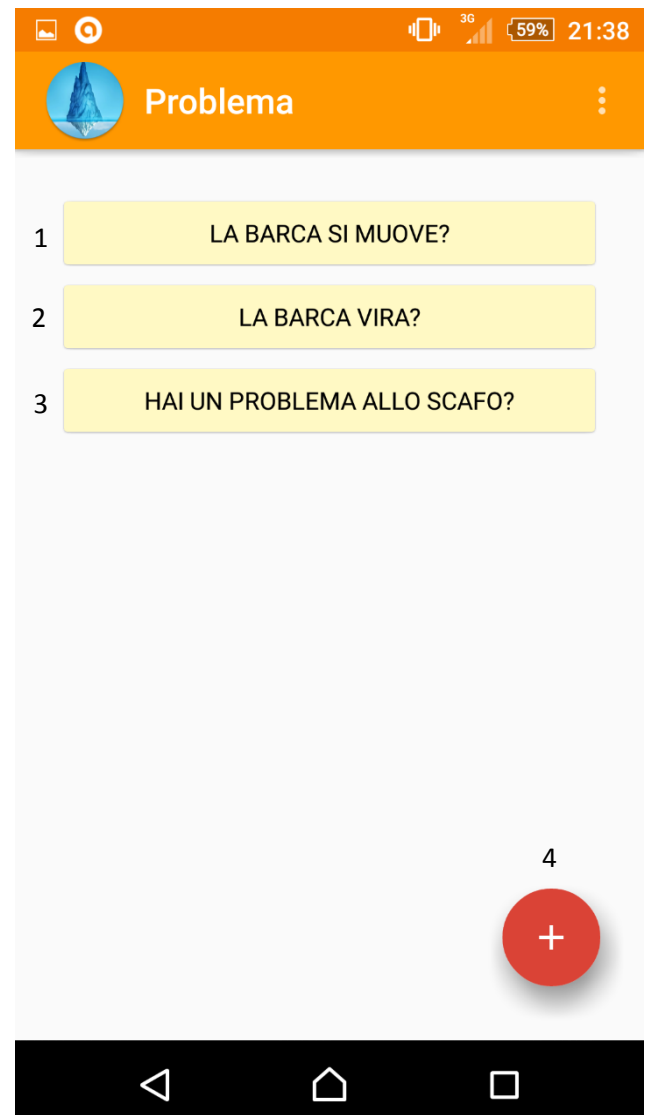 3G 59% 21:38
Problema
1 LA BARCA SI MUOVE?
2 LA BARCA VIRA?
3 HAI UN PROBLEMA ALLO SCAFO?
4
+